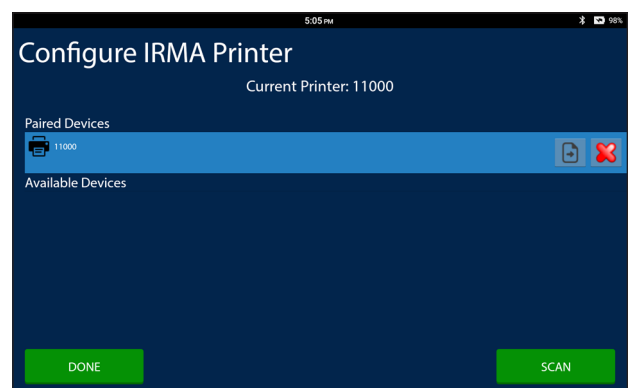 5:05 PM
98%
Configure IRMA Printer
Current Printer: 11000
Paired Devices
11000
Available Devices
DONE
SCAN